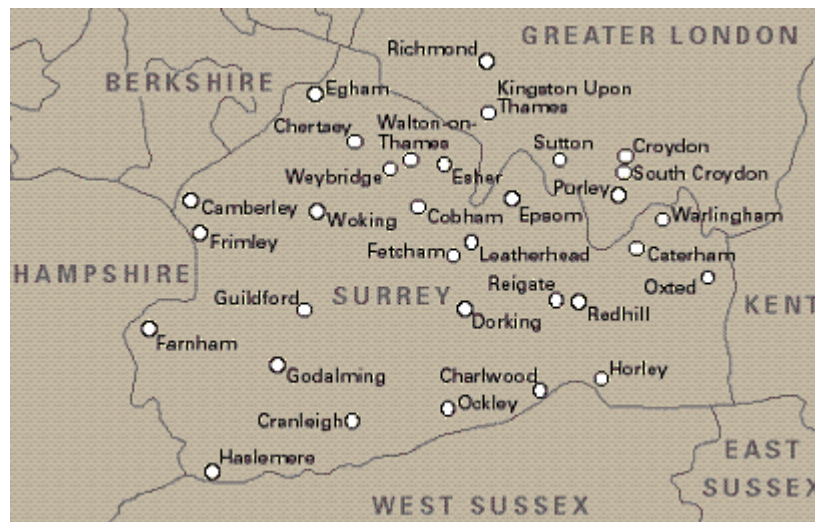 Richmond
GREATER LONDON
BERKSHIRE
Egham
Kingston Upon
Thames
Chertsey
Walton-on-
Thames
Sutton
Croydon
Weybridge
Esher
South Croydon
Purley
Camberley
Woking
Cobham
Epsom
Warlingham
Frimley
Fetcham
Leatherhead
Caterham
HAMPSHIRE
Guildford
SURREY
Reigate
Oxted
Dorking
Redhill
KENT
Farnham
Godalming
Charlwood
Horley
Cranleigh
Ockley
Haslemere
EAST
SUSSEX
WEST SUSSEX